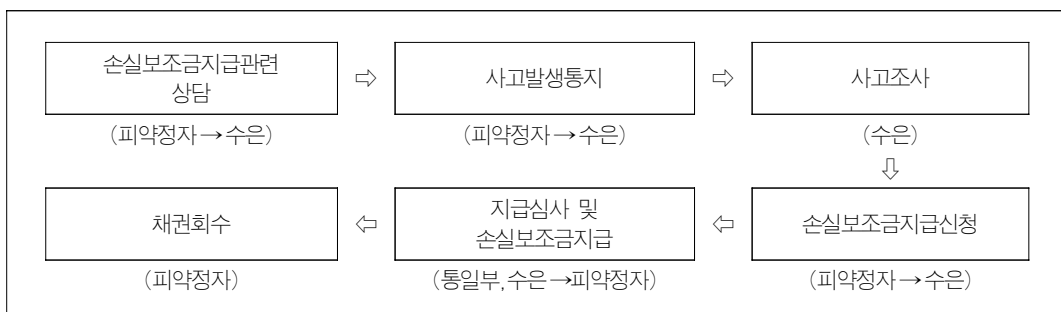 손실보조금지급관련
상담
⇨
사고발생통지
⇨
사고조사
(피약정자→수은)
(피약정자→수은)
(수은)
⇩
채권회수
⇦
지급심사 및
손실보조금지급
⇦
손실보조금지급신청
(피약정자)
(통일부, 수은→피약정자)
(피약정자→수은)